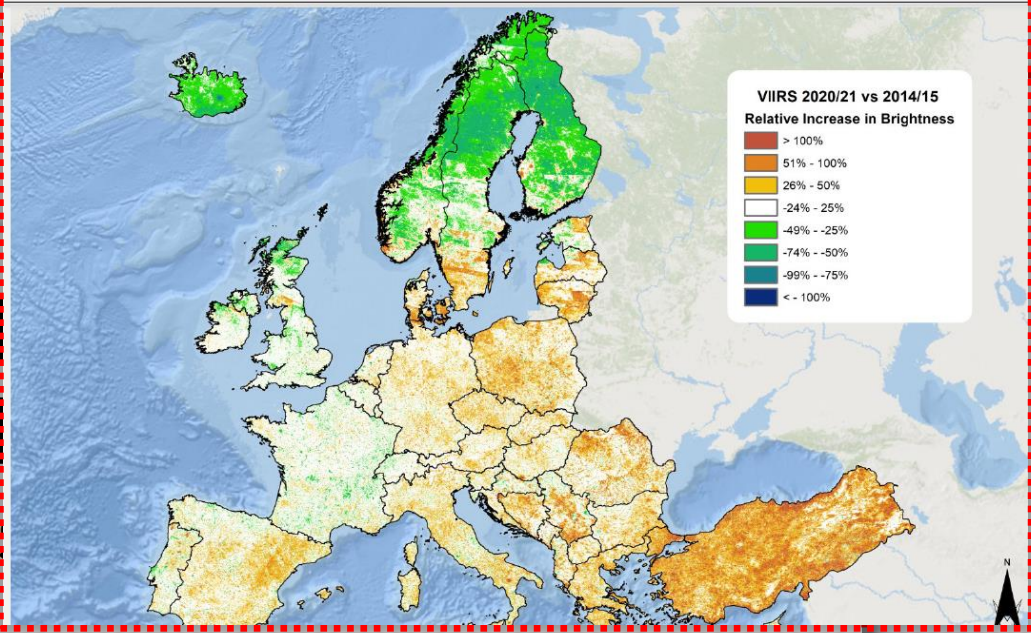 VIIRS 2020/21 vs 2014/15
Relative Increase in Brightness
> 100%
51% - 100%
26% - 50%
-24% - 25%
-49% - -25%
-74% - -50%
-99% - -75%
< - 100%
N